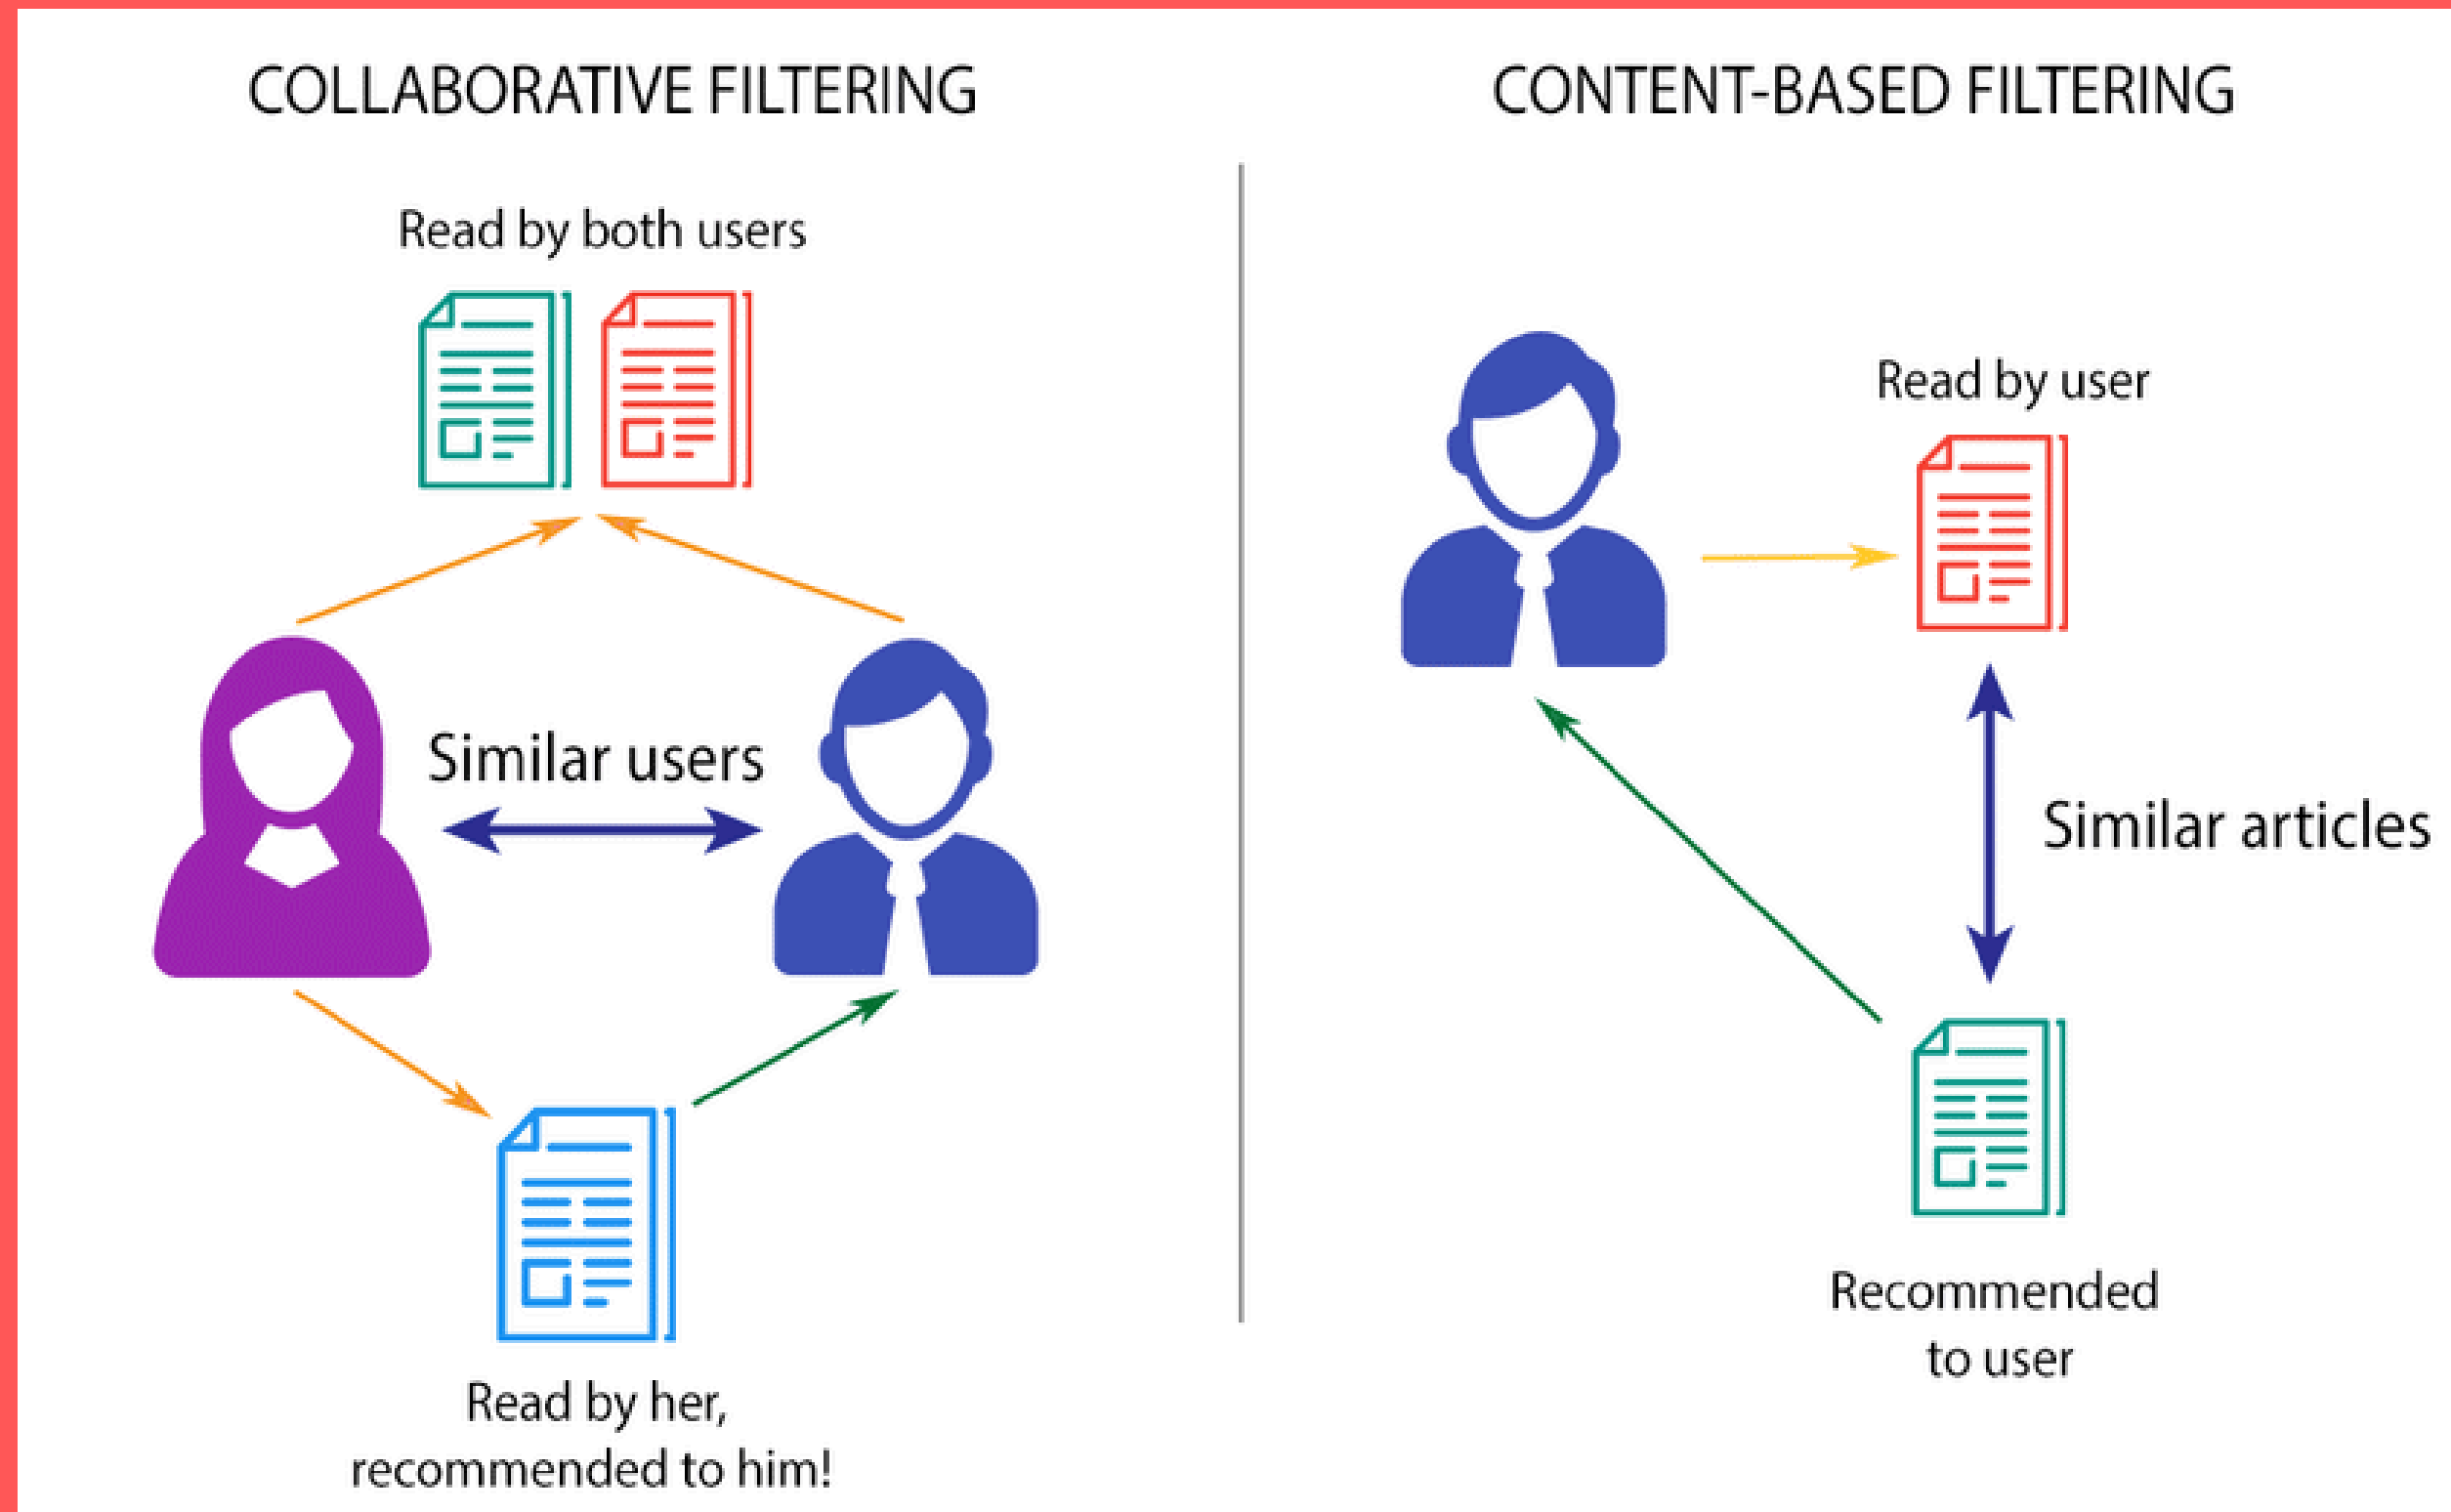 COLLABORATIVE FILTERING
Read by both users
Similar users
Read by her,
recommended to him!
CONTENT-BASED FILTERING
Read by user
Similar articles
Recommended
to user